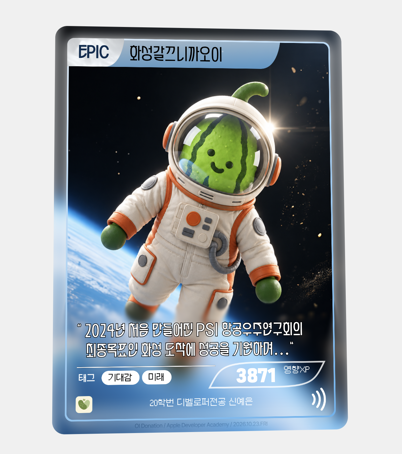 EPIC 화성갈끄니까오이
" 2024년 처음 만들어진 PSI 항공우주연구회의
최종목표인 화성 도착에 성공을 기원하며..."
태그 기대감 미래 3871 영향XP
20학번 디벨로퍼전공 신예은